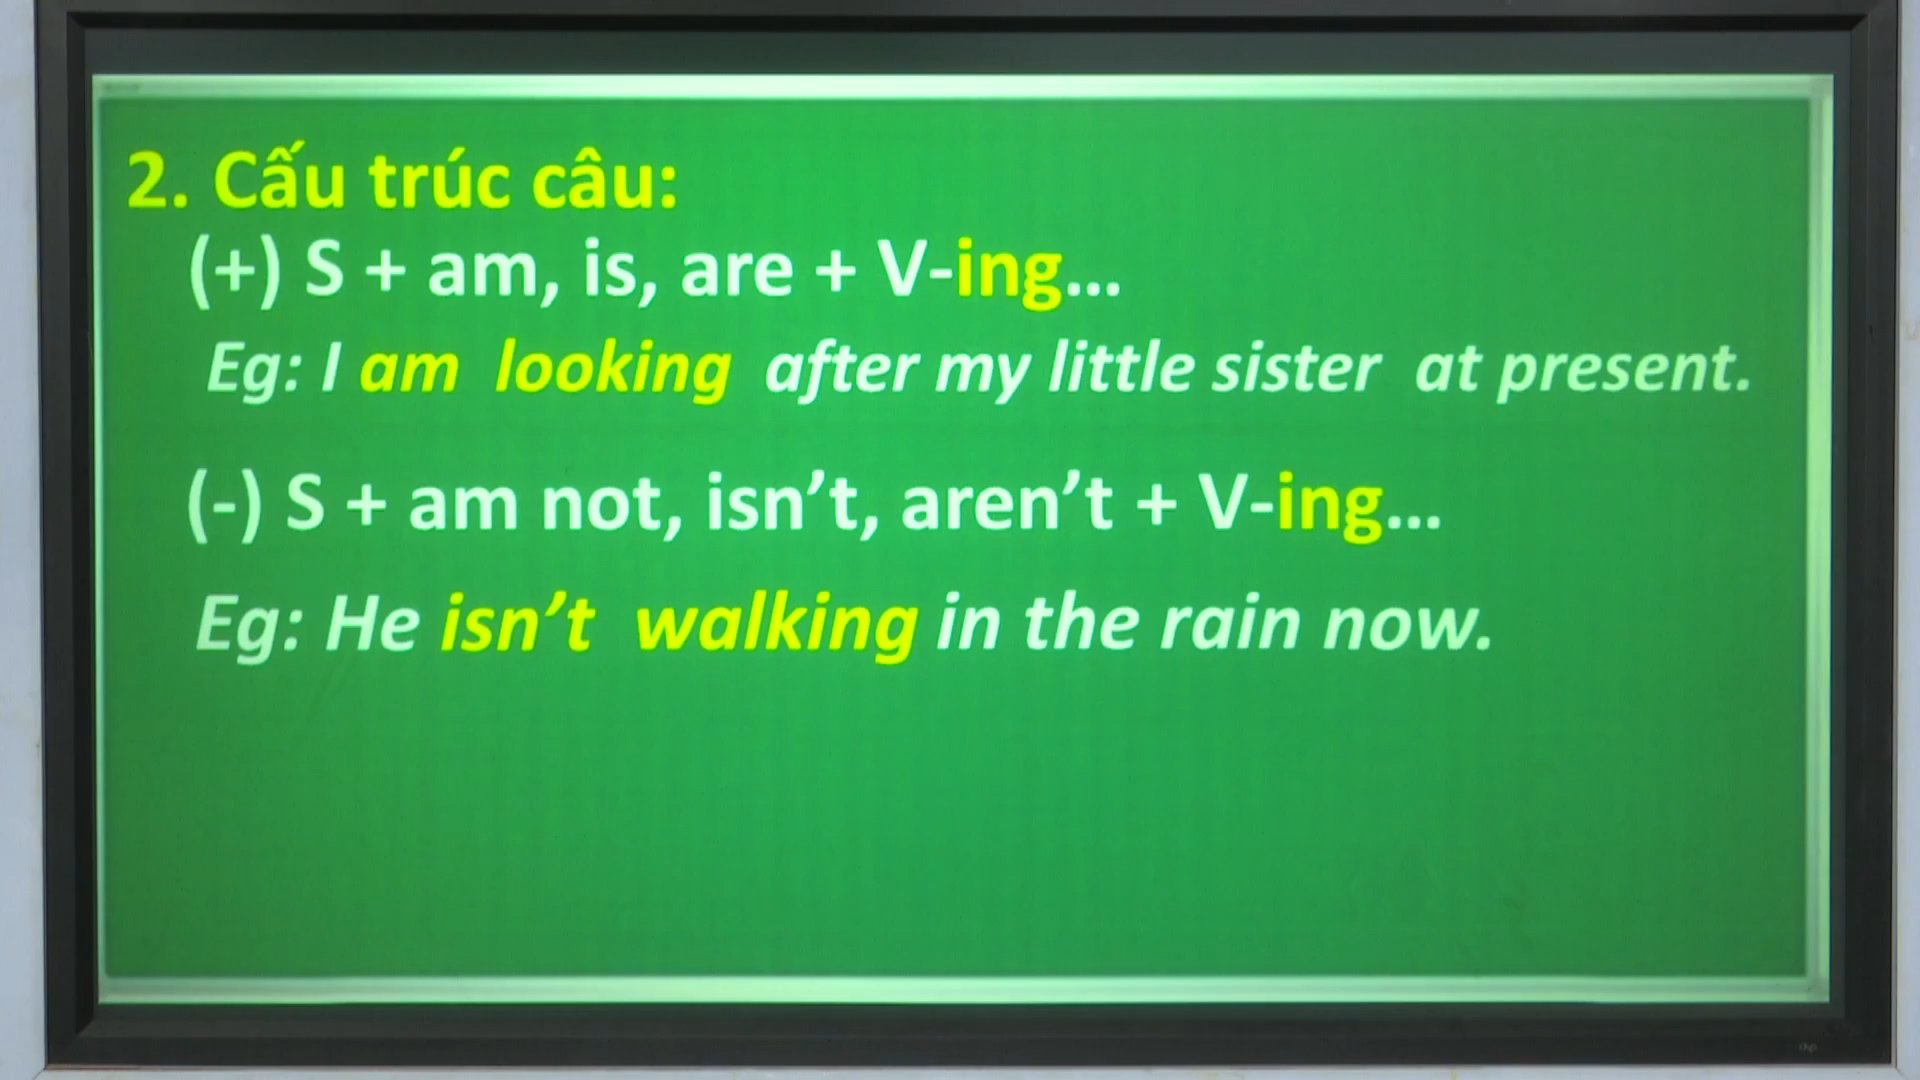 2. Cấu trúc câu:
(+) S + am, is, are + V-ing...
Eg: I am looking after my little sister at present.
(-) S + am not, isn’t, aren’t + V-ing...
Eg: He isn’t walking in the rain now.